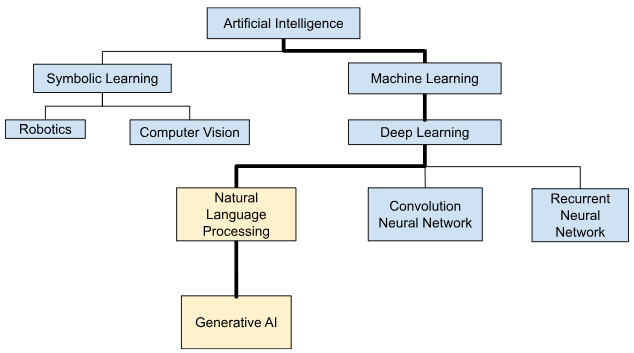 Artificial Intelligence
Symbolic Learning
Machine Learning
Robotics
Computer Vision
Deep Learning
Natural
Language
Processing
Convolution
Neural Network
Recurrent
Neural
Network
Generative AI